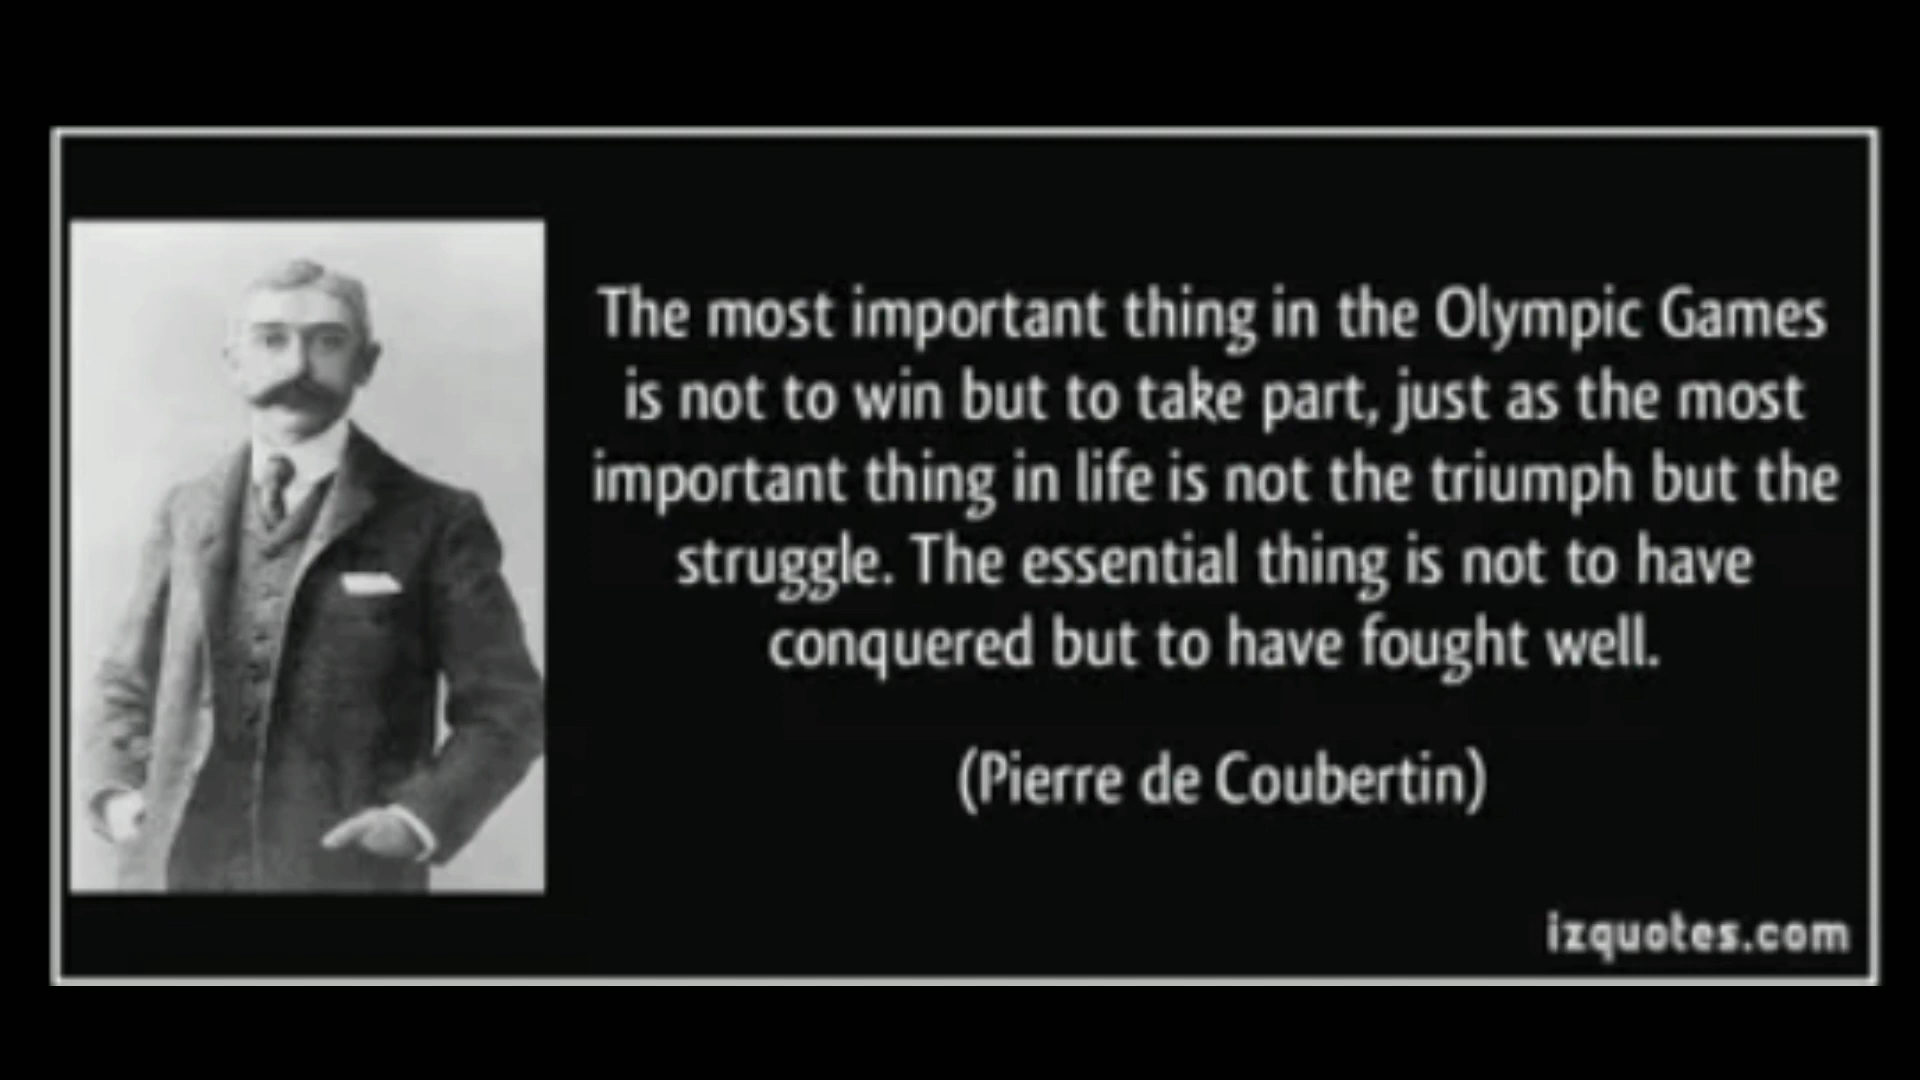 The most important thing in the Olympic Games
is not to win but to take part, just as the most
important thing in life is not the triumph but the
struggle. The essential thing is not to have
conquered but to have fought well.
(Pierre de Coubertin)
izquotes.com